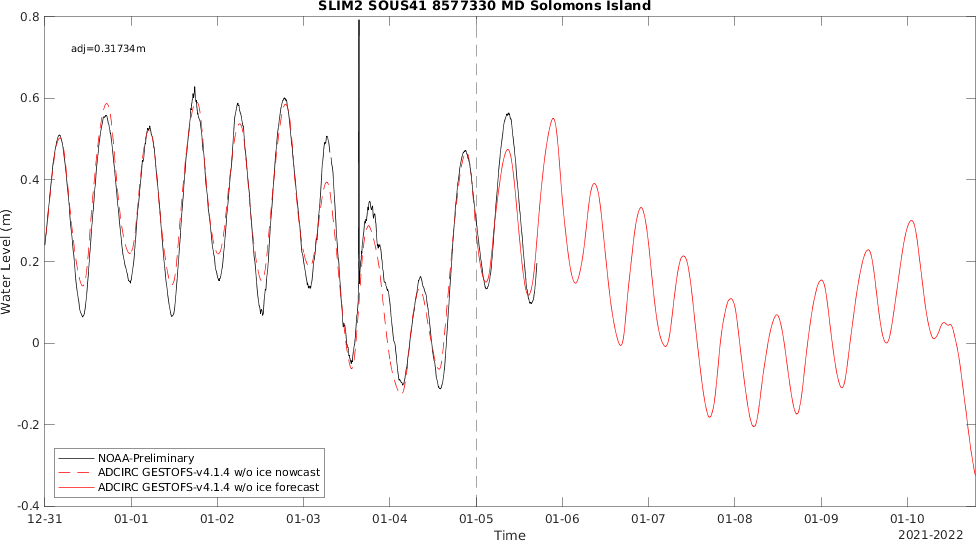 SLIM2 SOUS41 8577330 MD Solomons Island
adj=0.31734m
0.8
0.6
0.4
0.2
0
-0.2
-0.4
Water Level (m)
NOAA-Preliminary
ADCIRC GESTOFS-v4.1.4 w/o ice nowcast
ADCIRC GESTOFS-v4.1.4 w/o ice forecast
12-31 01-01 01-02 01-03 01-04 01-05 01-06 01-07 01-08 01-09 01-10
Time
2021-2022